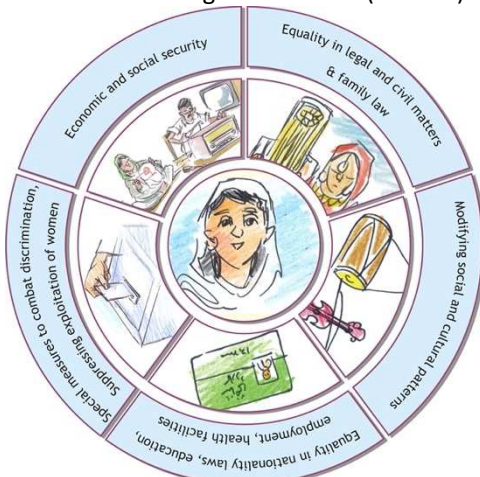 Economic and social security
Equality in legal and civil matters
& family law
Modifying social and cultural patterns
Equality in nationality laws, education,
employment, health facilities
Special measures to combat discrimination,
Suppressing exploitation of women